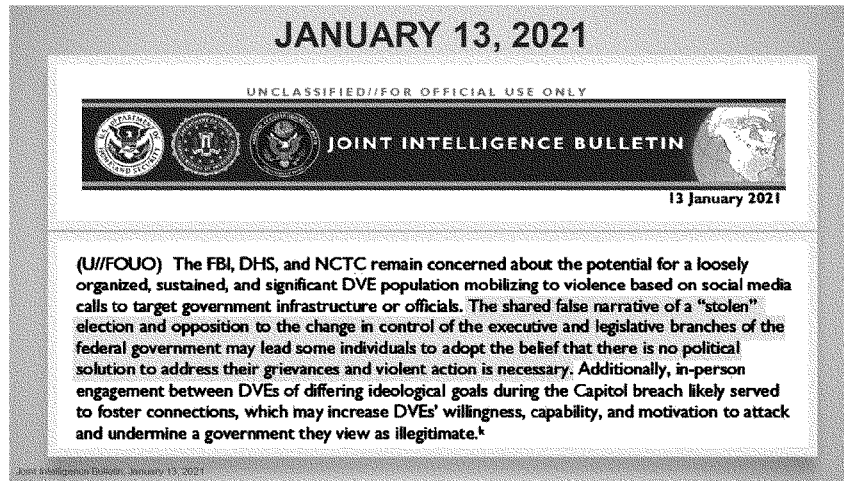 JANUARY 13, 2021
UNCLASSIFIED//FOR OFFICIAL USE ONLY
U.S. DEPARTMENT OF
HOMELAND SECURITY
JOINT INTELLIGENCE BULLETIN
13 January 2021
(U//FOUO) The FBI, DHS, and NCTC remain concerned about the potential for a loosely
organized, sustained, and significant DVE population mobilizing to violence based on social media
calls to target government infrastructure or officials. The shared false narrative of a “stolen”
election and opposition to the change in control of the executive and legislative branches of the
federal government may lead some individuals to adopt the belief that there is no political
solution to address their grievances and violent action is necessary. Additionally, in-person
engagement between DVEs of differing ideological goals during the Capitol breach likely served
to foster connections, which may increase DVEs’ willingness, capability, and motivation to attack
and undermine a government they view as illegitimate.ᵏ
Joint Intelligence Bulletin, January 13, 2021